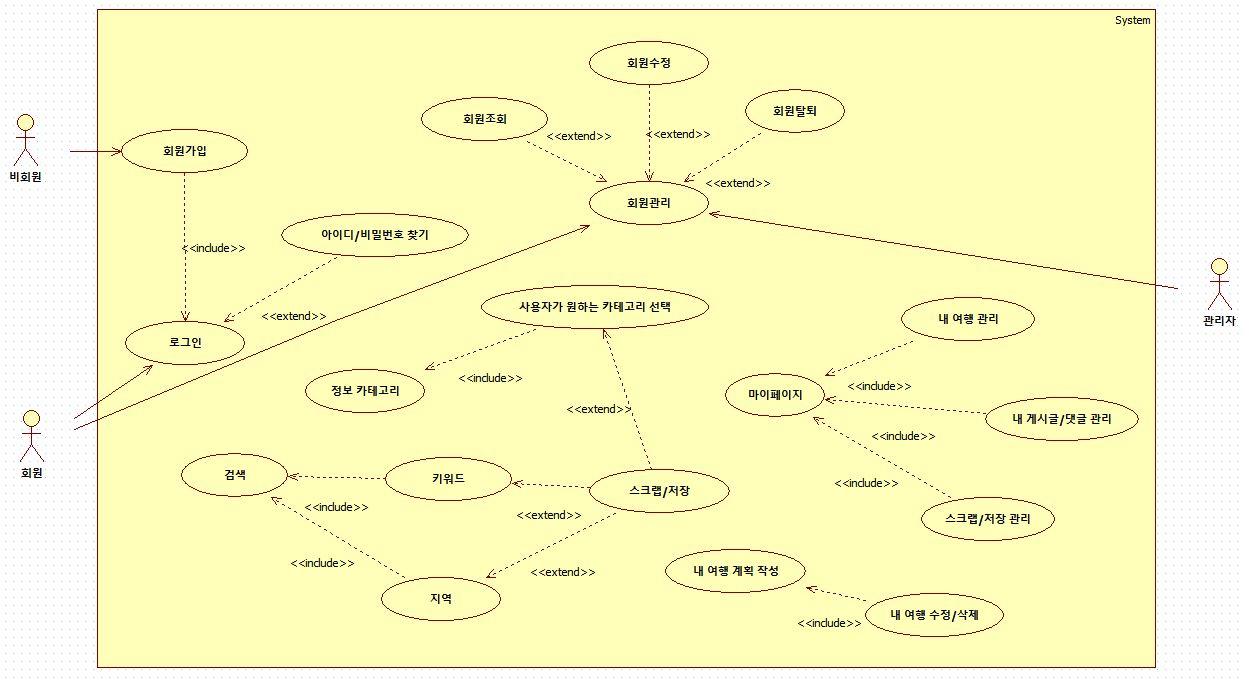 System
회원수정
회원조회
회원탈퇴
<<extend>>
<<extend>>
<<extend>>
비회원
회원가입
회원관리
아이디/비밀번호 찾기
<<include>>
<<extend>>
로그인
사용자가 원하는 카테고리 선택
내 여행 관리
관리자
정보 카테고리
<<include>>
<<extend>>
마이페이지
<<include>>
내 게시글/댓글 관리
<<include>>
회원
검색
키워드
스크랩/저장
<<include>>
스크랩/저장 관리
<<include>>
<<extend>>
<<include>>
<<extend>>
지역
내 여행 계획 작성
내 여행 수정/삭제
<<include>>